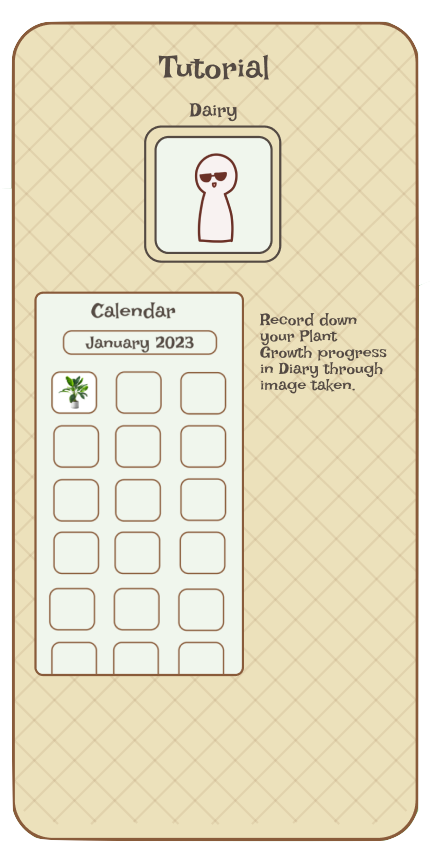 Tutorial
Dairy
Calendar
January 2023
Record down
your Plant
Growth progress
in Diary through
image taken.